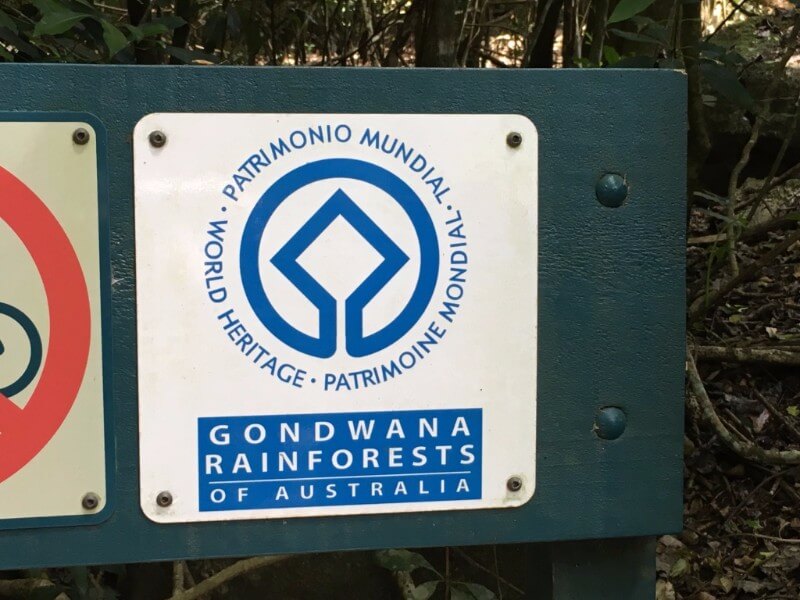 PATRIMONIO MUNDIAL · WORLD HERITAGE · PATRIMOINE MONDIAL ·
GONDWANA
RAINFORESTS
OF AUSTRALIA